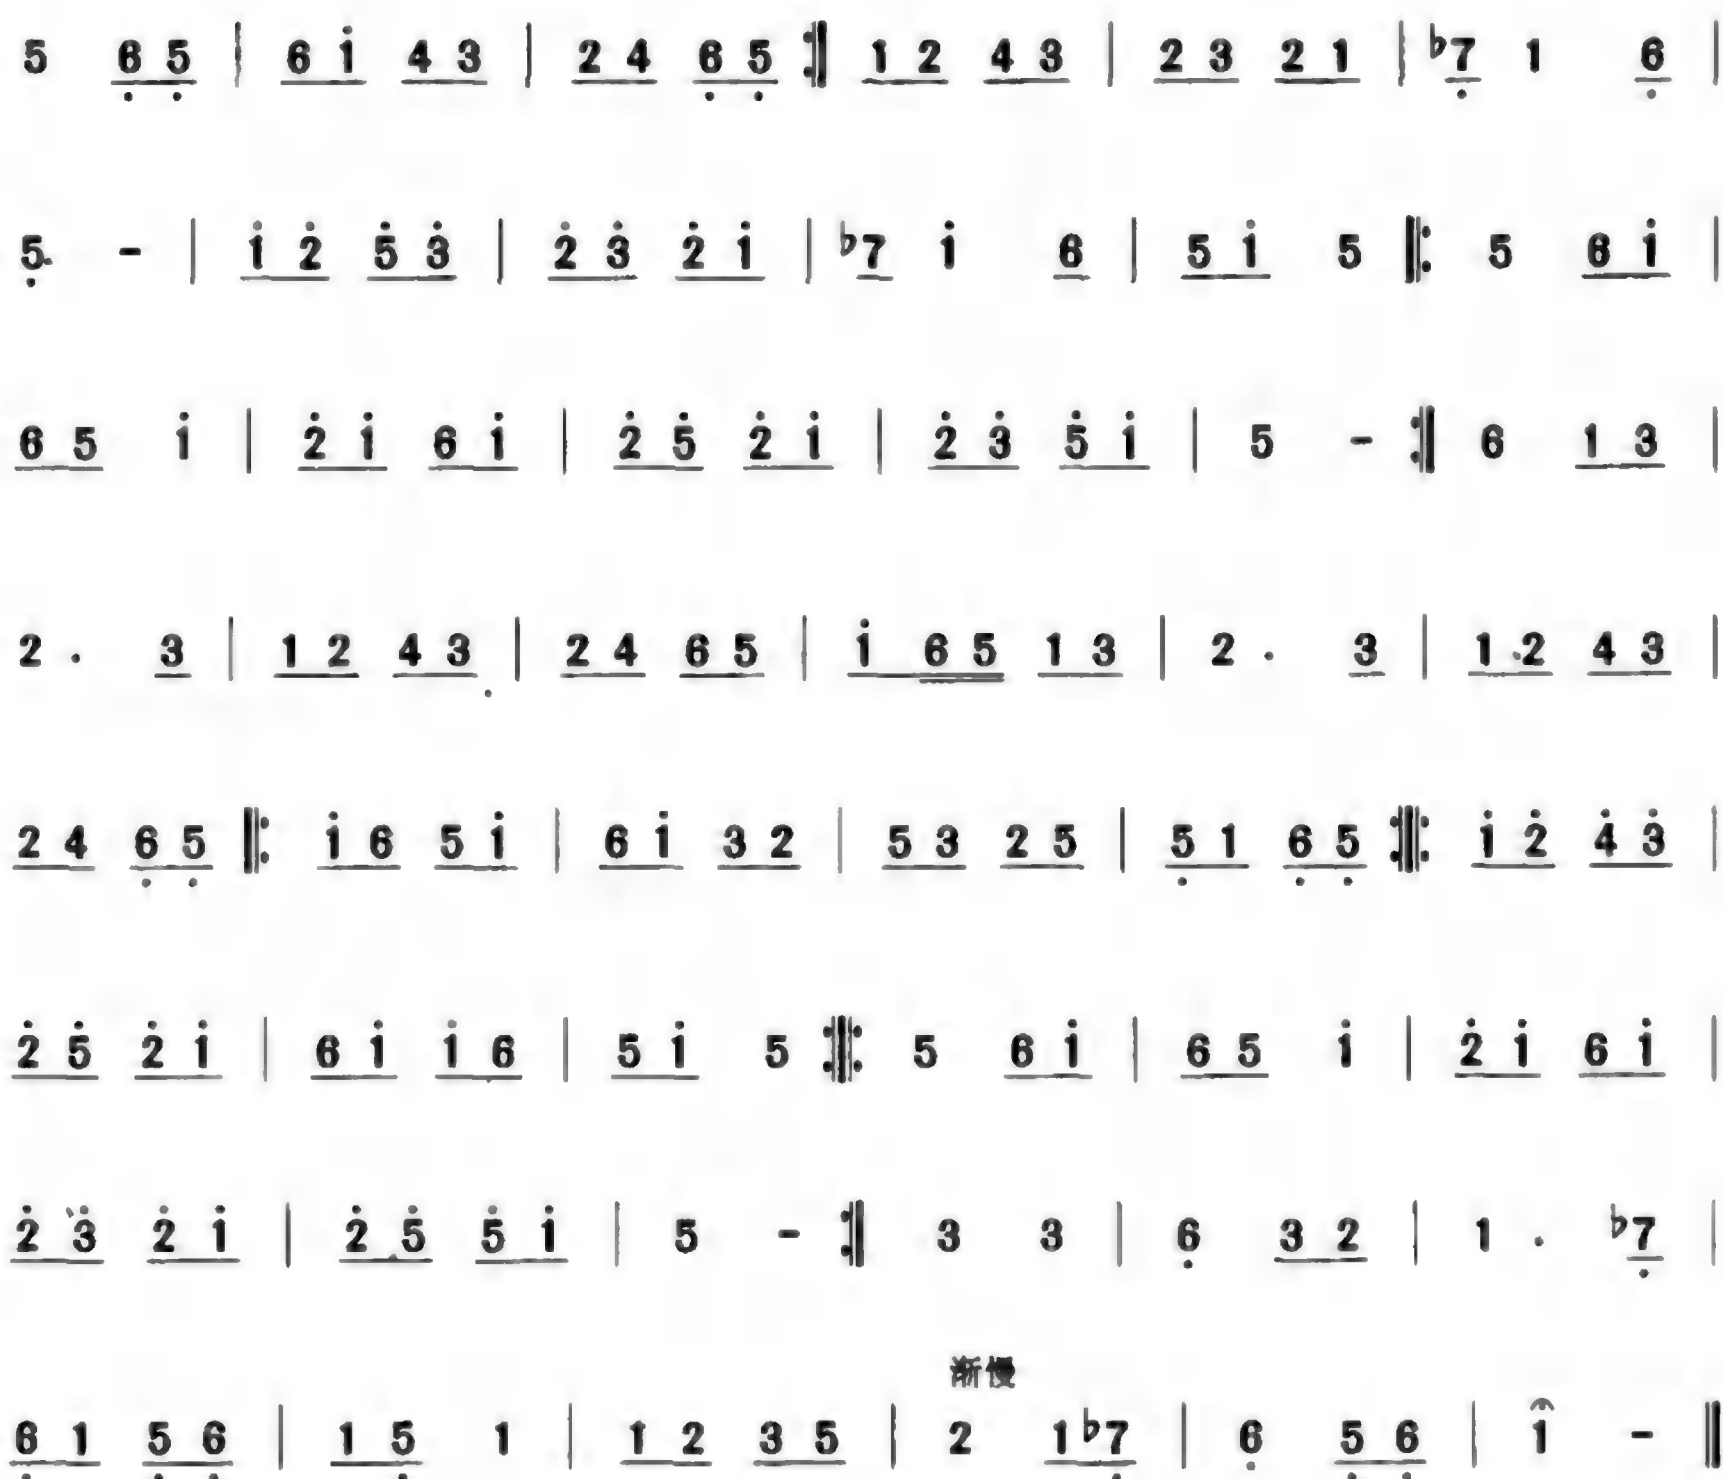 5 6̣ 5̣ | 6 i 4 3 | 2 4 6̣ 5̣ :‖ 1 2 4 3 | 2 3 2 1 | ♭7̣ 1 6̣ |
5̣ - | i 2̇ 5̇ 3̇ | 2̇ 3̇ 2̇ i | ♭7 i 6 | 5 i 5 ‖: 5 6 i |
6 5 i | 2̇ i 6 i | 2̇ 5̇ 2̇ i | 2̇ 3̇ 5̇ i | 5 - :‖ 6 1 3 |
2 . 3 | 1 2 4 3 | 2 4 6 5 | i 6 5 1 3 | 2 . 3 | 1 2 4 3 |
2 4 6̣ 5̣ ‖: i 6 5 i | 6 i 3 2 | 5 3 2 5 | 5̣ 1 6̣ 5̣ :‖: i 2̇ 4̇ 3̇ |
2̇ 5̇ 2̇ i | 6 i i 6 | 5 i 5 :‖: 5 6 i | 6 5 i | 2̇ i 6 i |
2̇ 3̇ 2̇ i | 2̇ 5̇ 5̇ i | 5 - :‖ 3 3 | 6̣ 3 2 | 1 . ♭7̣ |
渐慢
6̣ 1 5̣ 6̣ | 1 5̣ 1 | 1 2 3 5 | 2 1 ♭7̣ | 6̣ 5̣ 6̣ | 1 - ‖